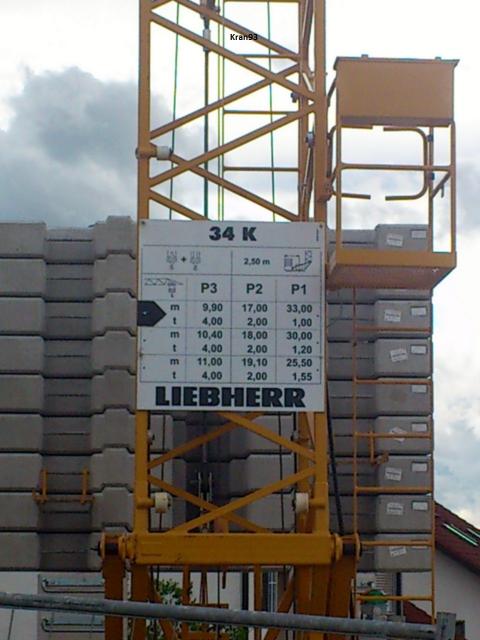 Kran93
34 K
+
2,50 m
P3 P2 P1
m 9,90 17,00 33,00
t 4,00 2,00 1,00
m 10,40 18,00 30,00
t 4,00 2,00 1,20
m 11,00 19,10 25,50
t 4,00 2,00 1,55
LIEBHERR